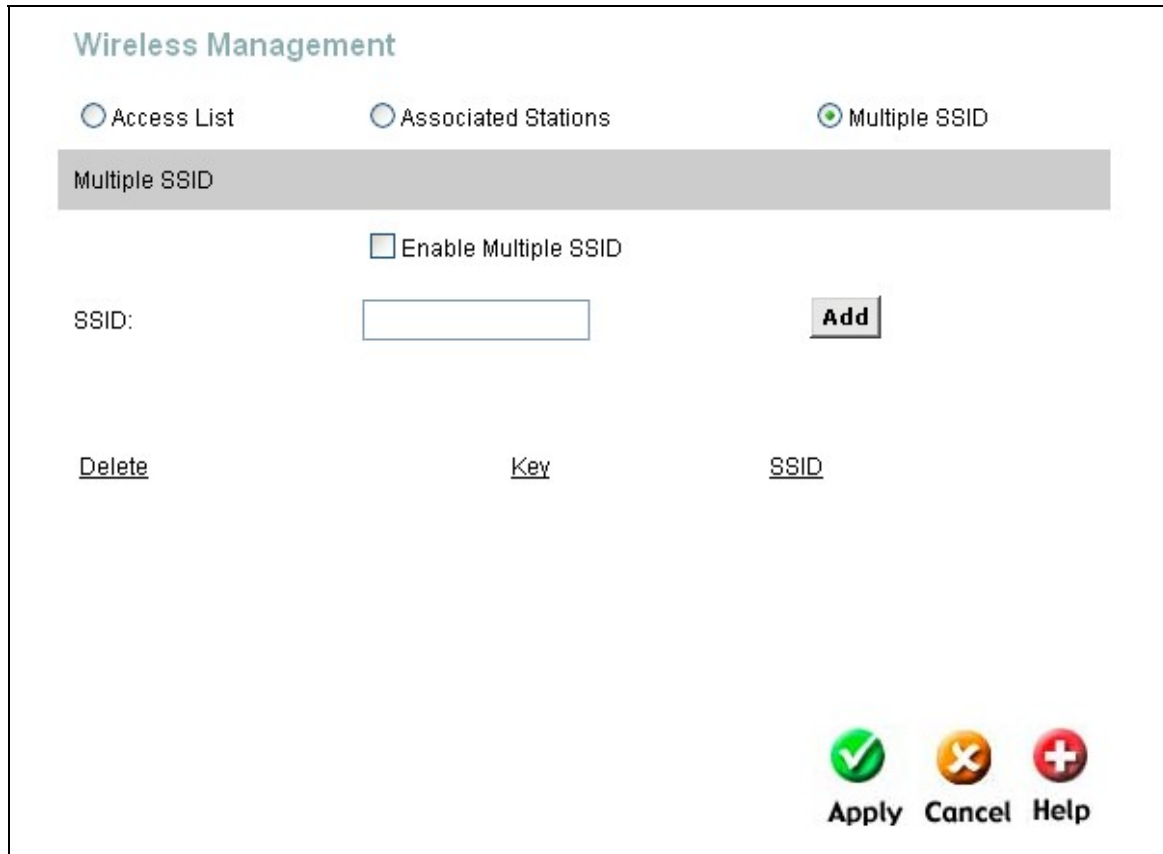 Wireless Management
Access List Associated Stations Multiple SSID
Multiple SSID
Enable Multiple SSID
SSID: Add
Delete Key SSID
Apply Cancel Help